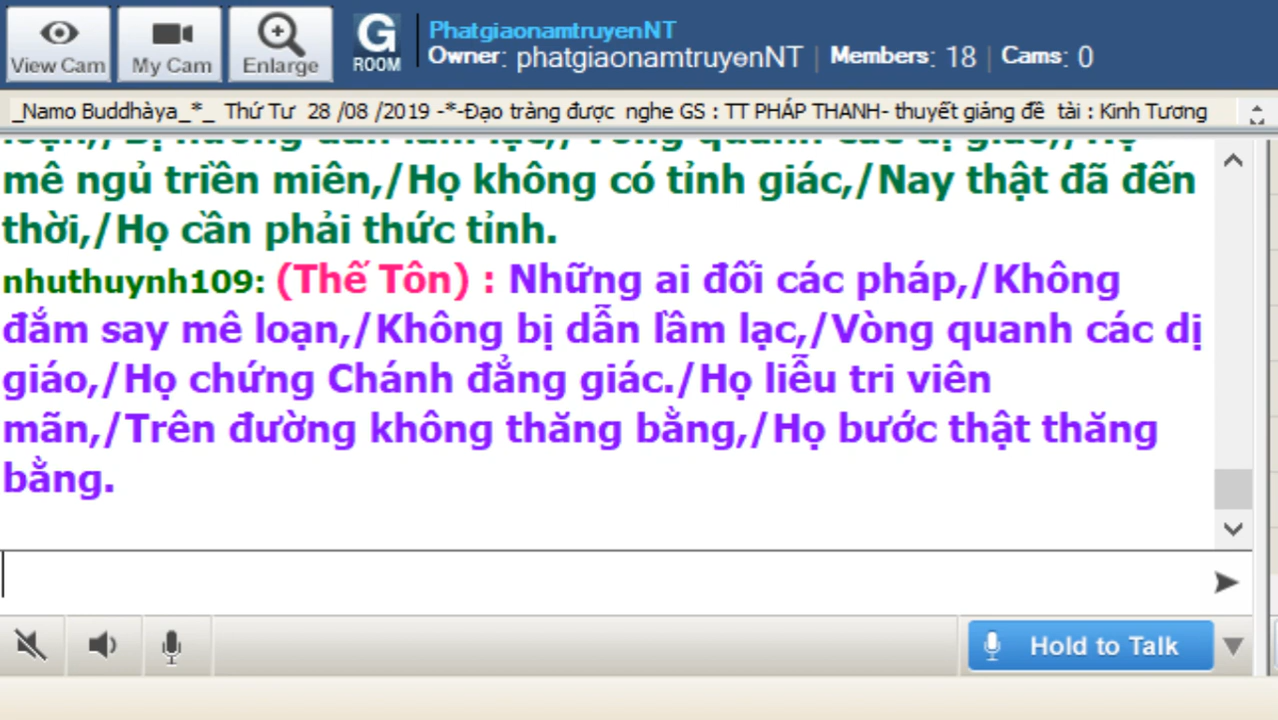 View Cam
My Cam
Enlarge
G
ROOM
PhatgiaonamtruyenNT
Owner: phatgiaonamtruyenNT | Members: 18 | Cams: 0
_Namo Buddhàya_*_ Thứ Tư 28 /08 /2019 -*-Đạo tràng được nghe GS : TT PHÁP THANH- thuyết giảng đề tài : Kinh Tương
mê ngủ triền miên,/Họ không có tỉnh giác,/Nay thật đã đến
thời,/Họ cần phải thức tỉnh.
nhuthuynh109: (Thế Tôn) : Những ai đối các pháp,/Không
đắm say mê loạn,/Không bị dẫn lầm lạc,/Vòng quanh các dị
giáo,/Họ chứng Chánh đẳng giác./Họ liễu tri viên
mãn,/Trên đường không thăng bằng,/Họ bước thật thăng
bằng.
Hold to Talk